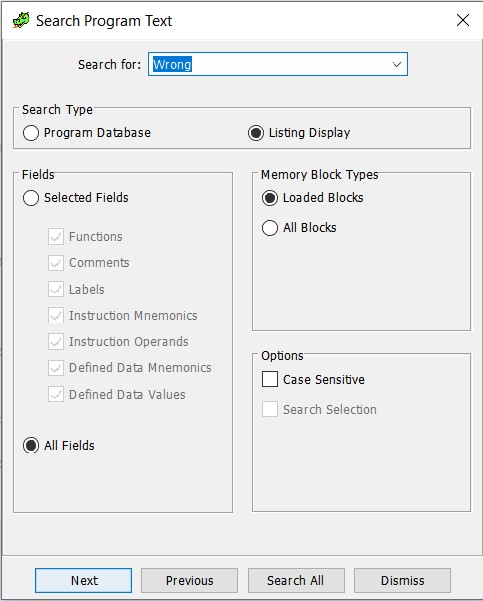 Search Program Text
Search for: Wrong
Search Type
Program Database
Listing Display
Fields
Selected Fields
Functions
Comments
Labels
Instruction Mnemonics
Instruction Operands
Defined Data Mnemonics
Defined Data Values
All Fields
Memory Block Types
Loaded Blocks
All Blocks
Options
Case Sensitive
Search Selection
Next
Previous
Search All
Dismiss